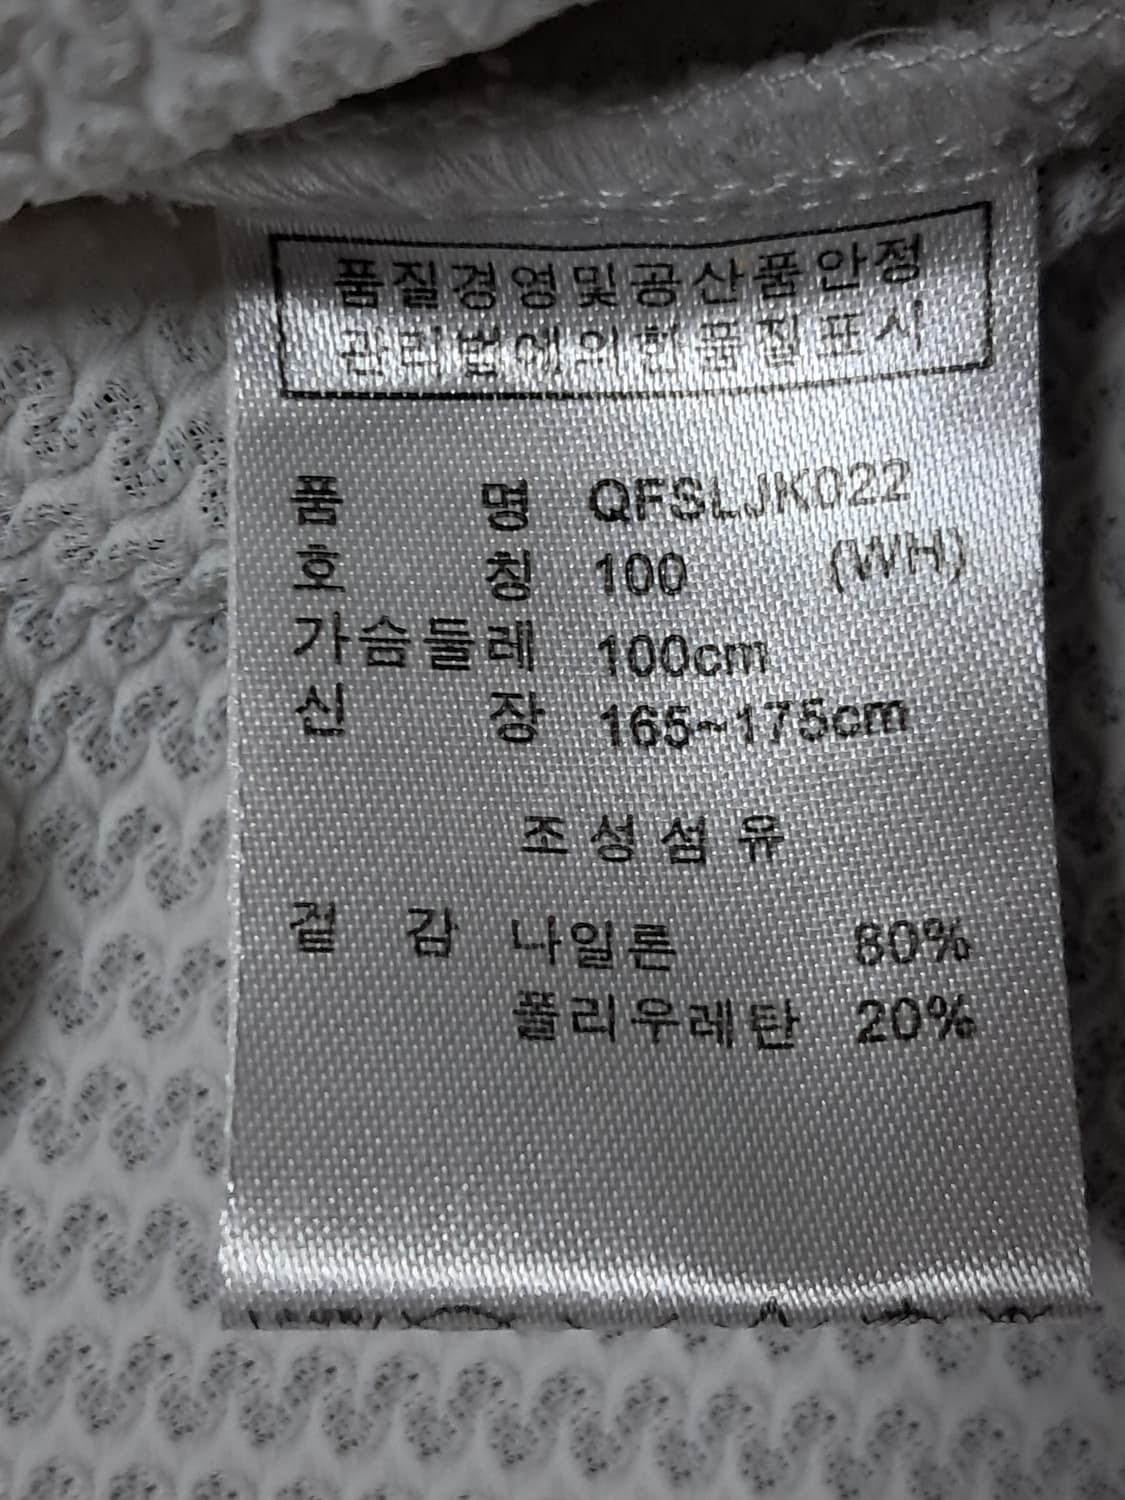 품질경영및공산품안정
관리법에의한품질표시
품 명 QFSLJK022
호 칭 100 (WH)
가슴둘레 100cm
신 장 165~175cm
조성섬유
겉 감 나일론 80%
폴리우레탄 20%